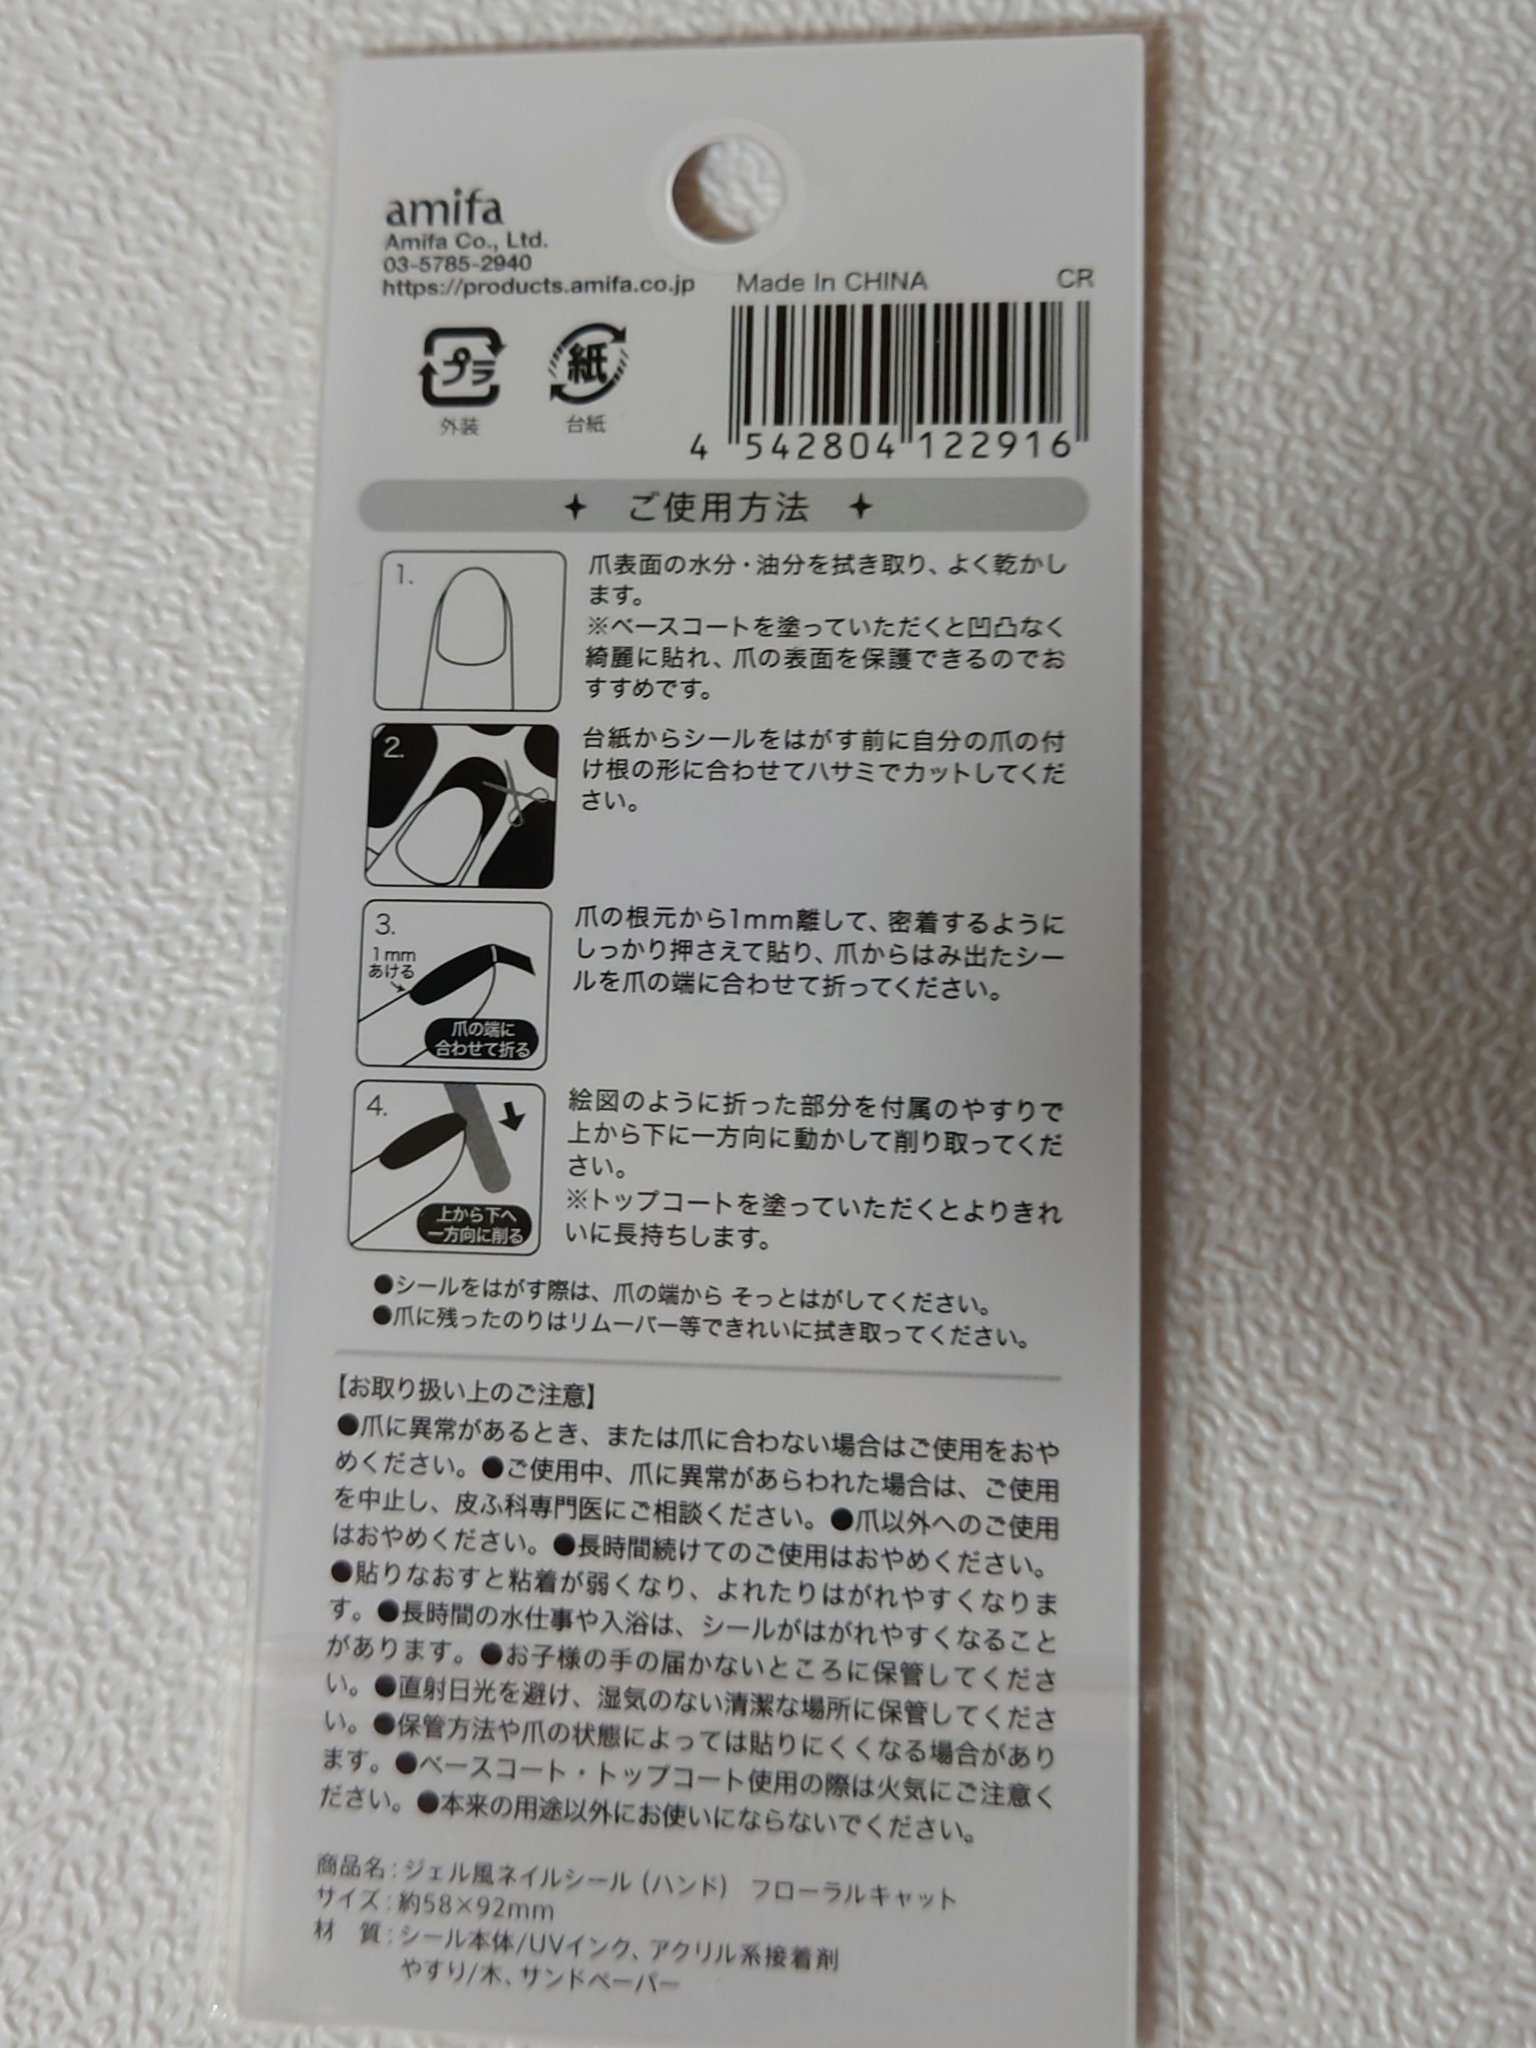 amifa
Amifa Co., Ltd.
03-5785-2940
https://products.amifa.co.jp
Made In CHINA
CR
プラ
外装
紙
台紙
4 542804 122916
ご使用方法
1.
爪表面の水分・油分を拭き取り、よく乾かし
ます。
※ベースコートを塗っていただくと凹凸なく
綺麗に貼れ、爪の表面を保護できるのでお
すすめです。
2.
台紙からシールをはがす前に自分の爪の付
け根の形に合わせてハサミでカットしてくだ
さい。
3.
1mm
あける
爪の端に
合わせて折る
爪の根元から1mm離して、密着するように
しっかり押さえて貼り、爪からはみ出たシー
ルを爪の端に合わせて折ってください。
4.
上から下へ
一方向に削る
絵図のように折った部分を付属のやすりで
上から下に一方向に動かして削り取ってくだ
さい。
※トップコートを塗っていただくとよりきれ
いに長持ちします。
●シールをはがす際は、爪の端から そっとはがしてください。
●爪に残ったのりはリムーバー等できれいに拭き取ってください。
【お取り扱い上のご注意】
●爪に異常があるとき、または爪に合わない場合はご使用をおや
めください。●ご使用中、爪に異常があらわれた場合は、ご使用
を中止し、皮ふ科専門医にご相談ください。●爪以外へのご使用
はおやめください。●長時間続けてのご使用はおやめください。
●貼りなおすと粘着が弱くなり、よれたりはがれやすくなりま
す。●長時間の水仕事や入浴は、シールがはがれやすくなること
があります。●お子様の手の届かないところに保管してくださ
い。●直射日光を避け、湿気のない清潔な場所に保管してくださ
い。●保管方法や爪の状態によっては貼りにくくなる場合があり
ます。●ベースコート・トップコート使用の際は火気にご注意く
ださい。●本来の用途以外にお使いにならないでください。
商品名:ジェル風ネイルシール(ハンド) フローラルキャット
サイズ:約58×92mm
材 質:シール本体/UVインク、アクリル系接着剤
やすり/木、サンドペーパー